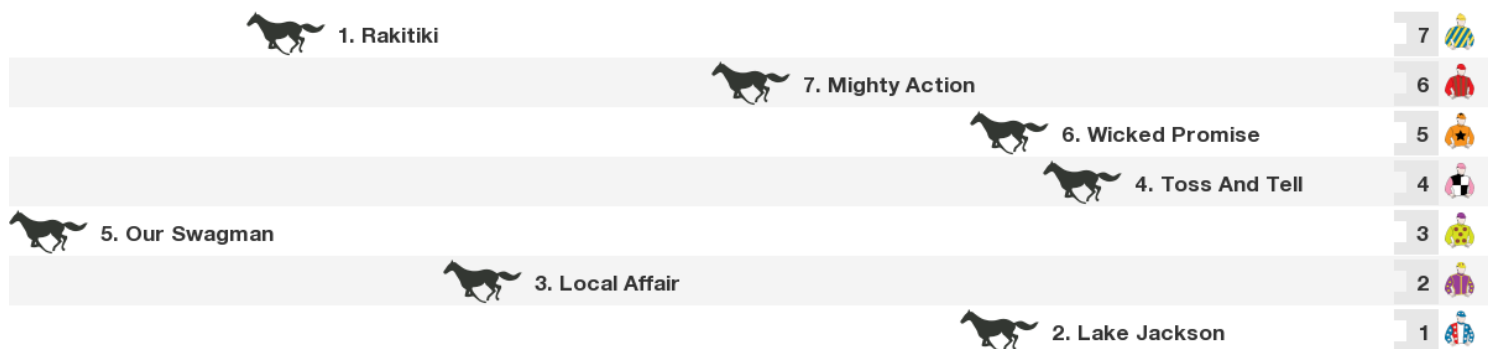 1. Rakitiki 7
7. Mighty Action 6
6. Wicked Promise 5
4. Toss And Tell 4
5. Our Swagman 3
3. Local Affair 2
2. Lake Jackson 1